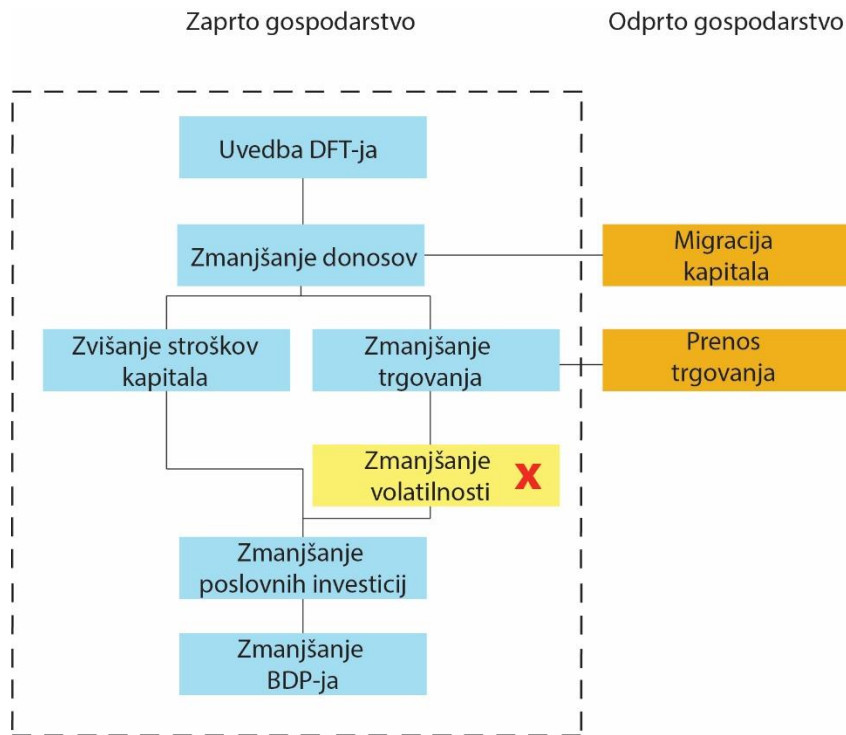 Zaprto gospodarstvo
Odprto gospodarstvo
Uvedba DFT-ja
Zmanjšanje donosov
Migracija
kapitala
Zvišanje stroškov
kapitala
Zmanjšanje
trgovanja
Prenos
trgovanja
Zmanjšanje
volatilnosti
X
Zmanjšanje
poslovnih investicij
Zmanjšanje
BDP-ja